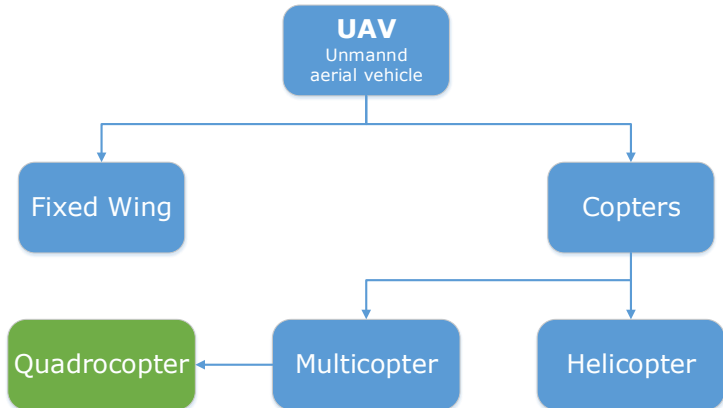 UAV
Unmannd
aerial vehicle
Fixed Wing
Copters
Quadrocopter
Multicopter
Helicopter